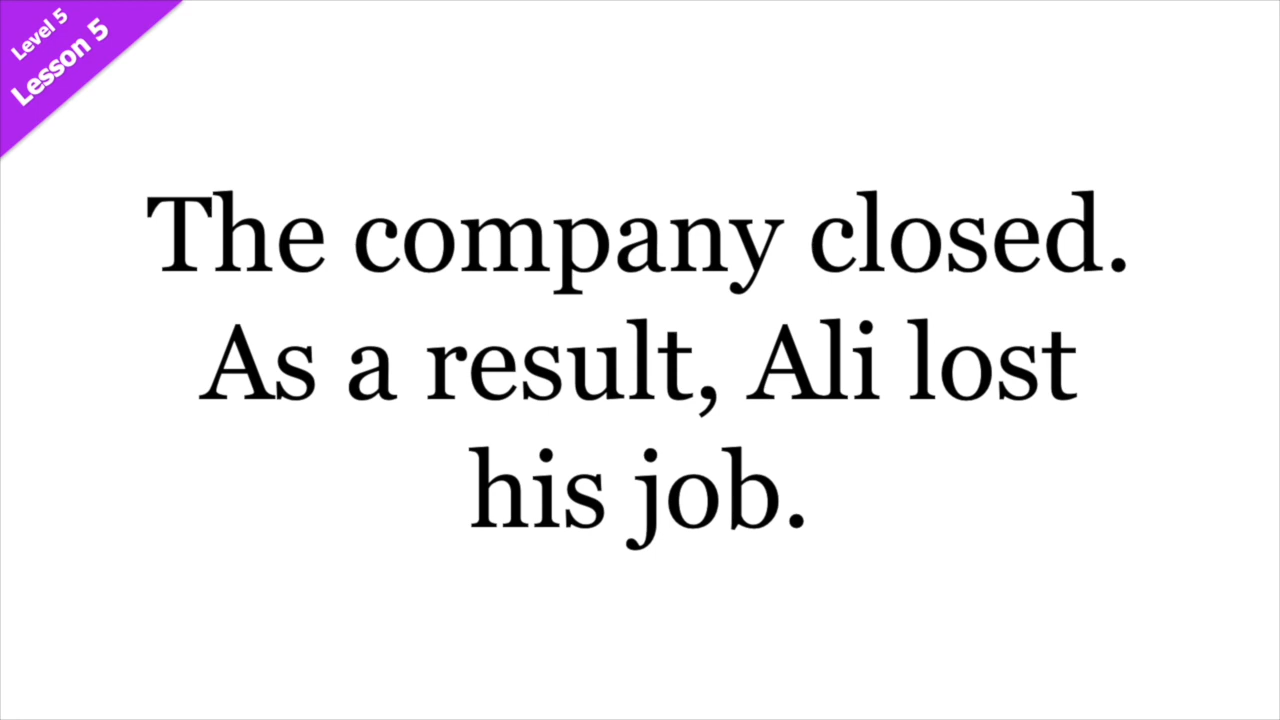 Level 5
Lesson 5
The company closed.
As a result, Ali lost
his job.